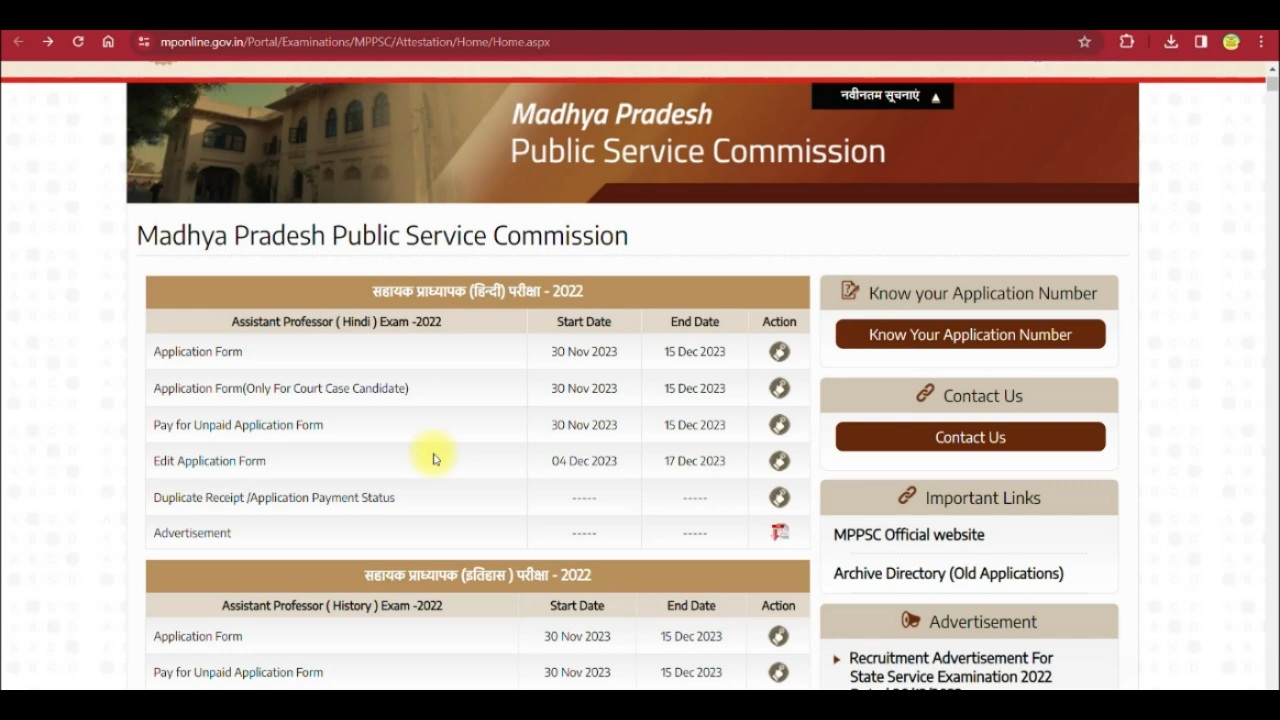 mponline.gov.in/Portal/Examinations/MPPSC/Attestation/Home/Home.aspx
नवीनतम सूचनाएं
Madhya Pradesh
Public Service Commission
Madhya Pradesh Public Service Commission
सहायक प्राध्यापक (हिन्दी) परीक्षा - 2022
Assistant Professor ( Hindi ) Exam -2022 Start Date End Date Action
Application Form 30 Nov 2023 15 Dec 2023
Application Form(Only For Court Case Candidate) 30 Nov 2023 15 Dec 2023
Pay for Unpaid Application Form 30 Nov 2023 15 Dec 2023
Edit Application Form 04 Dec 2023 17 Dec 2023
Duplicate Receipt /Application Payment Status ----- -----
Advertisement ----- -----
सहायक प्राध्यापक (इतिहास ) परीक्षा - 2022
Assistant Professor ( History ) Exam -2022 Start Date End Date Action
Application Form 30 Nov 2023 15 Dec 2023
Pay for Unpaid Application Form 30 Nov 2023 15 Dec 2023
Know your Application Number
Know Your Application Number
Contact Us
Contact Us
Important Links
MPPSC Official website
Archive Directory (Old Applications)
Advertisement
Recruitment Advertisement For
State Service Examination 2022